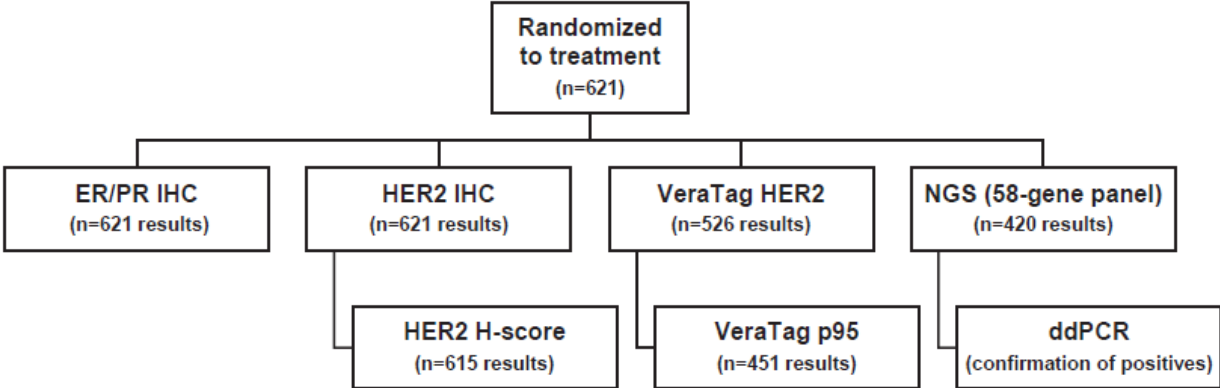 Randomized
to treatment
(n=621)
ER/PR IHC
(n=621 results)
HER2 IHC
(n=621 results)
VeraTag HER2
(n=526 results)
NGS (58-gene panel)
(n=420 results)
HER2 H-score
(n=615 results)
VeraTag p95
(n=451 results)
ddPCR
(confirmation of positives)